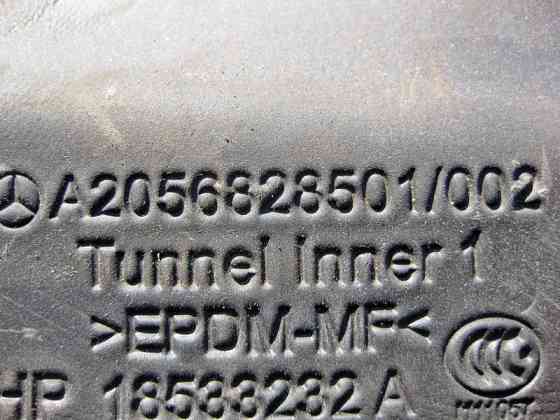 A2056828501/002
Tunnel inner 1
>EPDM-MF<
HP 18533232 A